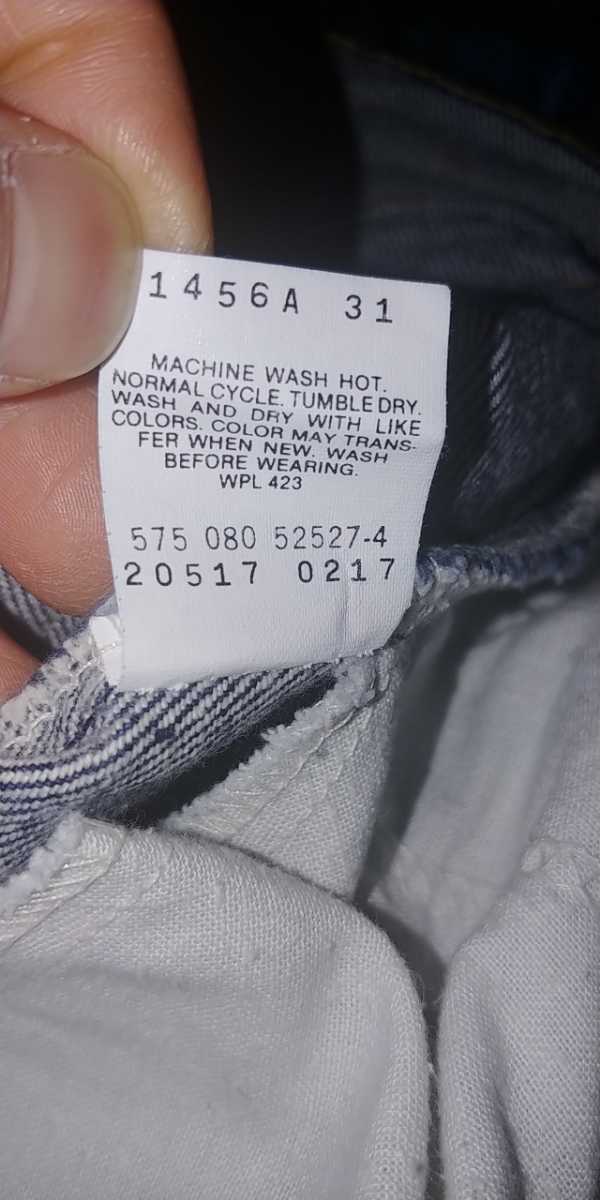 1456A 31
MACHINE WASH HOT.
NORMAL CYCLE. TUMBLE DRY.
WASH AND DRY WITH LIKE
COLORS. COLOR MAY TRANS-
FER WHEN NEW. WASH
BEFORE WEARING.
WPL 423
575 080 52527-4
20517 0217